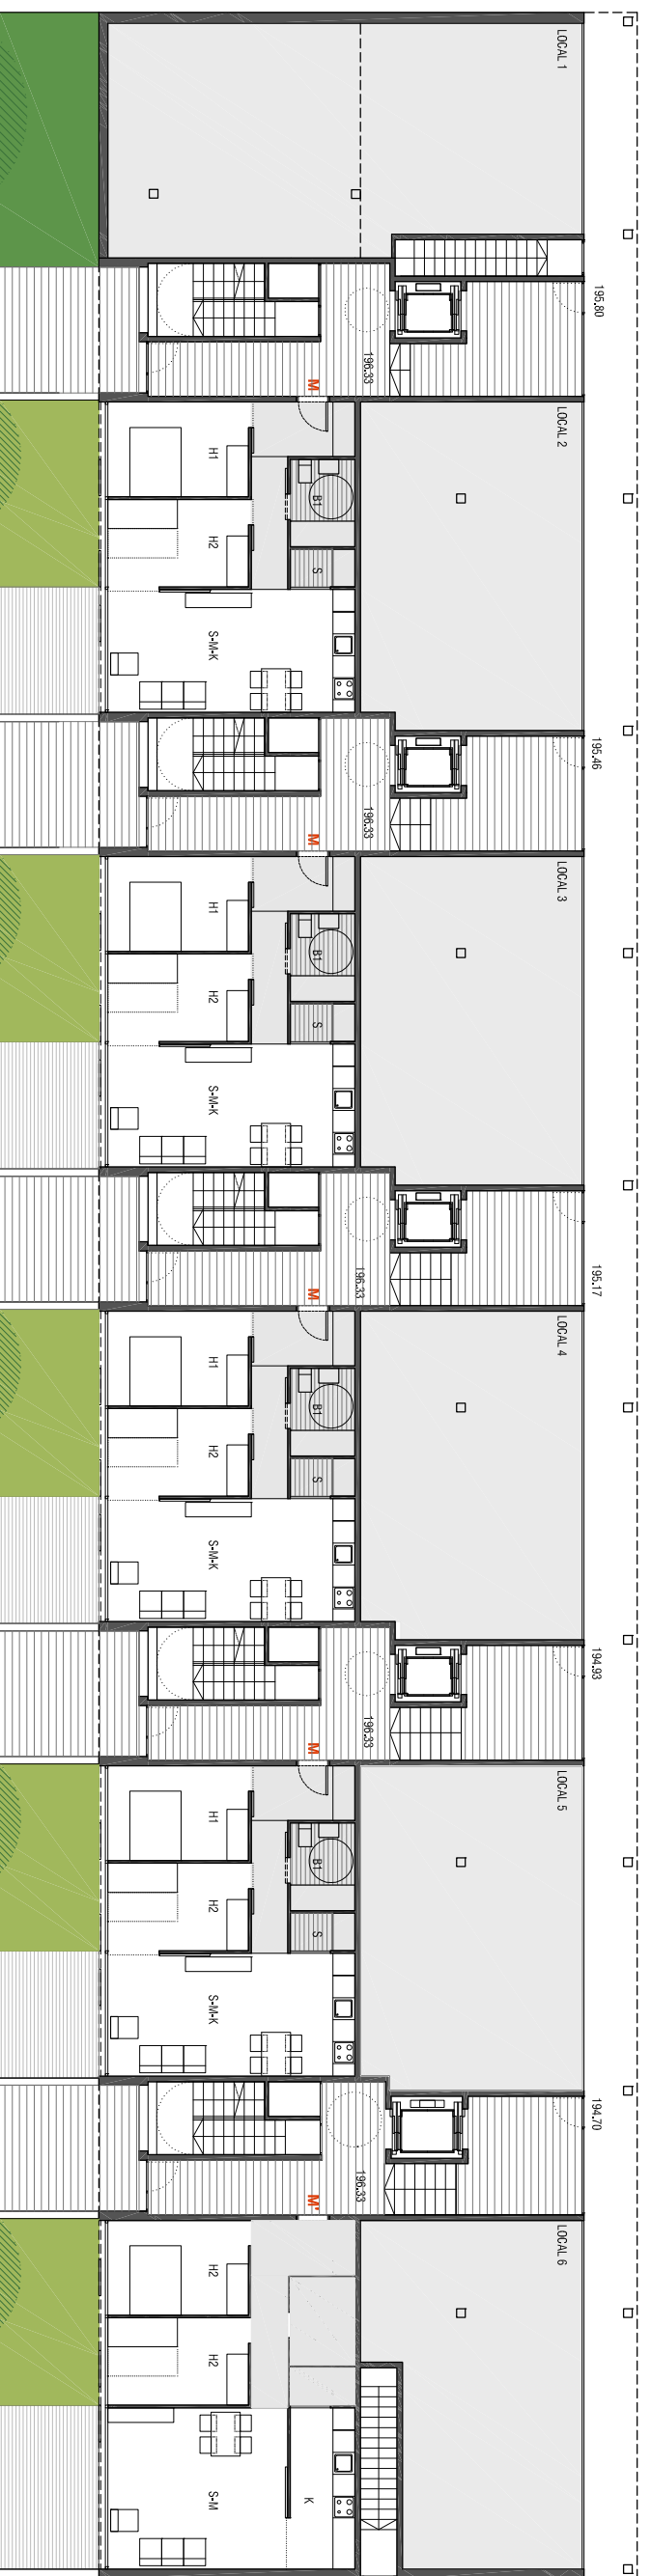 LOCAL 1
195.80
196.33
M
LOCAL 2
H1
B1
H2
S
S-M-K
195.46
196.33
M
LOCAL 3
H1
B1
H2
S
S-M-K
195.17
196.33
M
LOCAL 4
H1
B1
H2
S
S-M-K
194.93
196.33
M
LOCAL 5
H1
B1
H2
S
S-M-K
194.70
196.33
M'
LOCAL 6
H2
H2
K
S-M